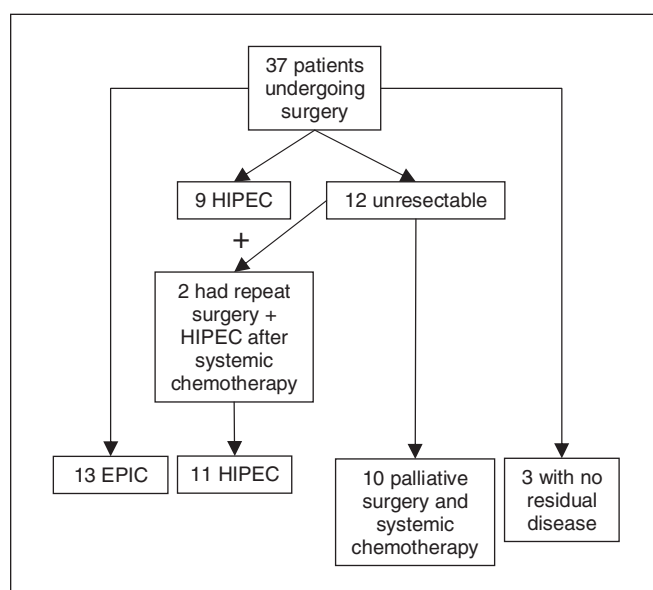 37 patients
undergoing
surgery
9 HIPEC
12 unresectable
+
2 had repeat
surgery +
HIPEC after
systemic
chemotherapy
13 EPIC
11 HIPEC
10 palliative
surgery and
systemic
chemotherapy
3 with no
residual
disease